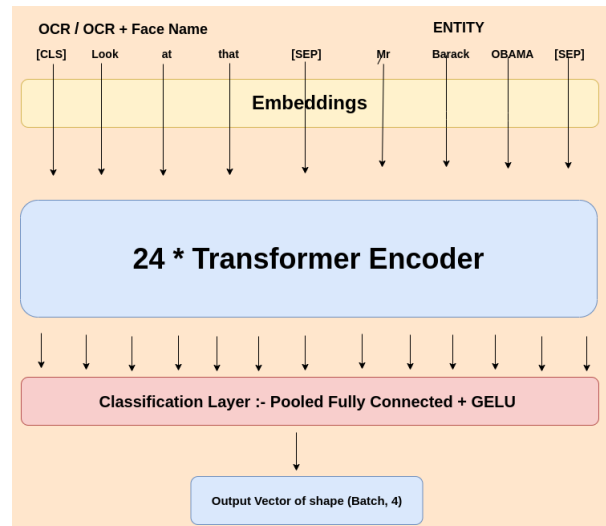 OCR / OCR + Face Name ENTITY
[CLS] Look at that [SEP] Mr Barack OBAMA [SEP]
Embeddings
24 * Transformer Encoder
Classification Layer :- Pooled Fully Connected + GELU
Output Vector of shape (Batch, 4)